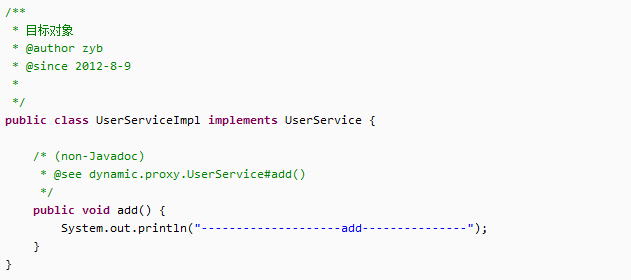 /**
 * 目标对象
 * @author zyb
 * @since 2012-8-9
 *
 */
public class UserServiceImpl implements UserService {
    /* (non-Javadoc)
     * @see dynamic.proxy.UserService#add()
     */
    public void add() {
        System.out.println("--------------------add---------------");
    }
}